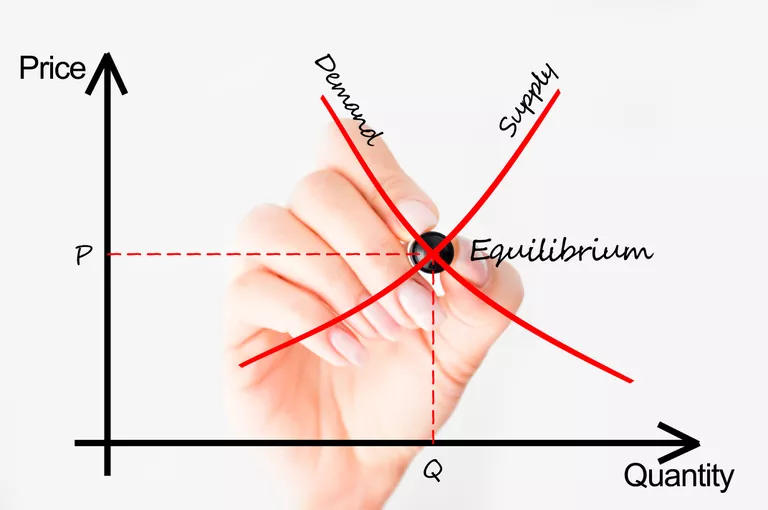 Price
Demand
Supply
P
Equilibrium
Q
Quantity